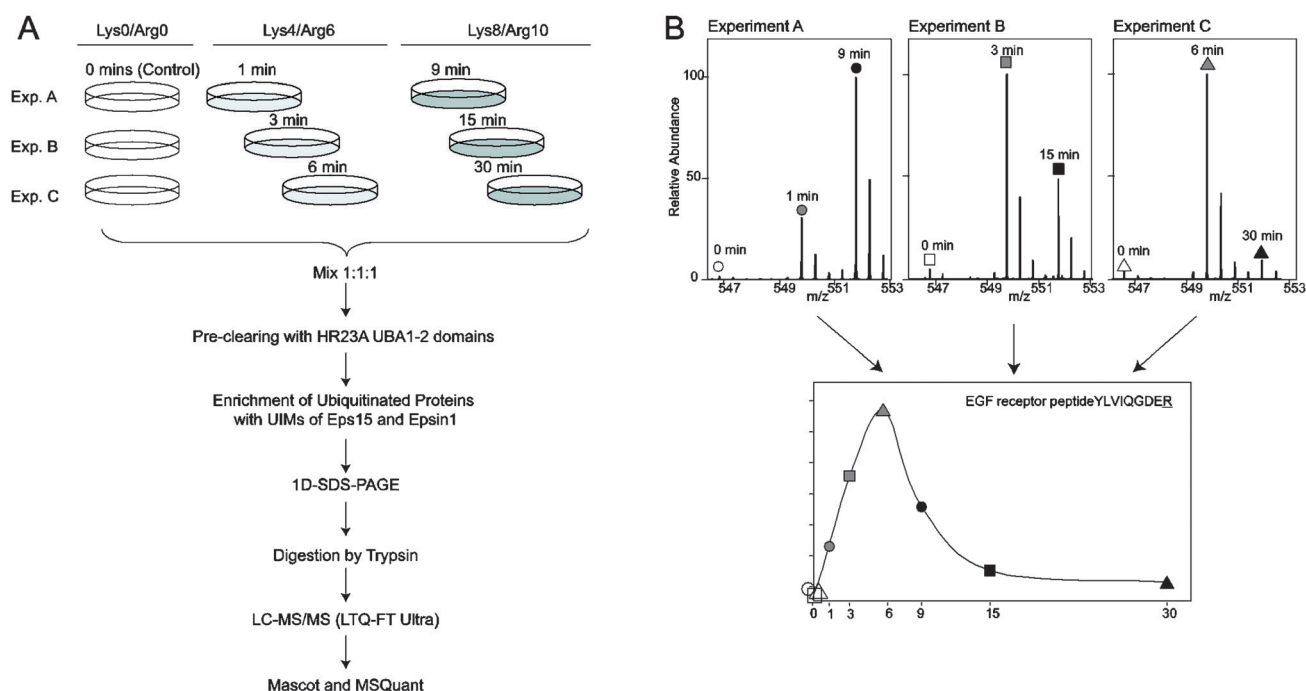 A
Lys0/Arg0
Lys4/Arg6
Lys8/Arg10
0 mins (Control)
1 min
9 min
Exp. A
3 min
15 min
Exp. B
6 min
30 min
Exp. C
Mix 1:1:1
Pre-clearing with HR23A UBA1-2 domains
Enrichment of Ubiquitinated Proteins
with UIMs of Eps15 and Epsin1
1D-SDS-PAGE
Digestion by Trypsin
LC-MS/MS (LTQ-FT Ultra)
Mascot and MSQuant
B
Experiment A
Experiment B
Experiment C
Relative Abundance
100
50
0
9 min
1 min
0 min
547 549 551 553
m/z
3 min
15 min
0 min
547 549 551 553
m/z
6 min
0 min
30 min
547 549 551 553
m/z
EGF receptor peptideYLVIQGDER
0 1 3 6 9 15 30